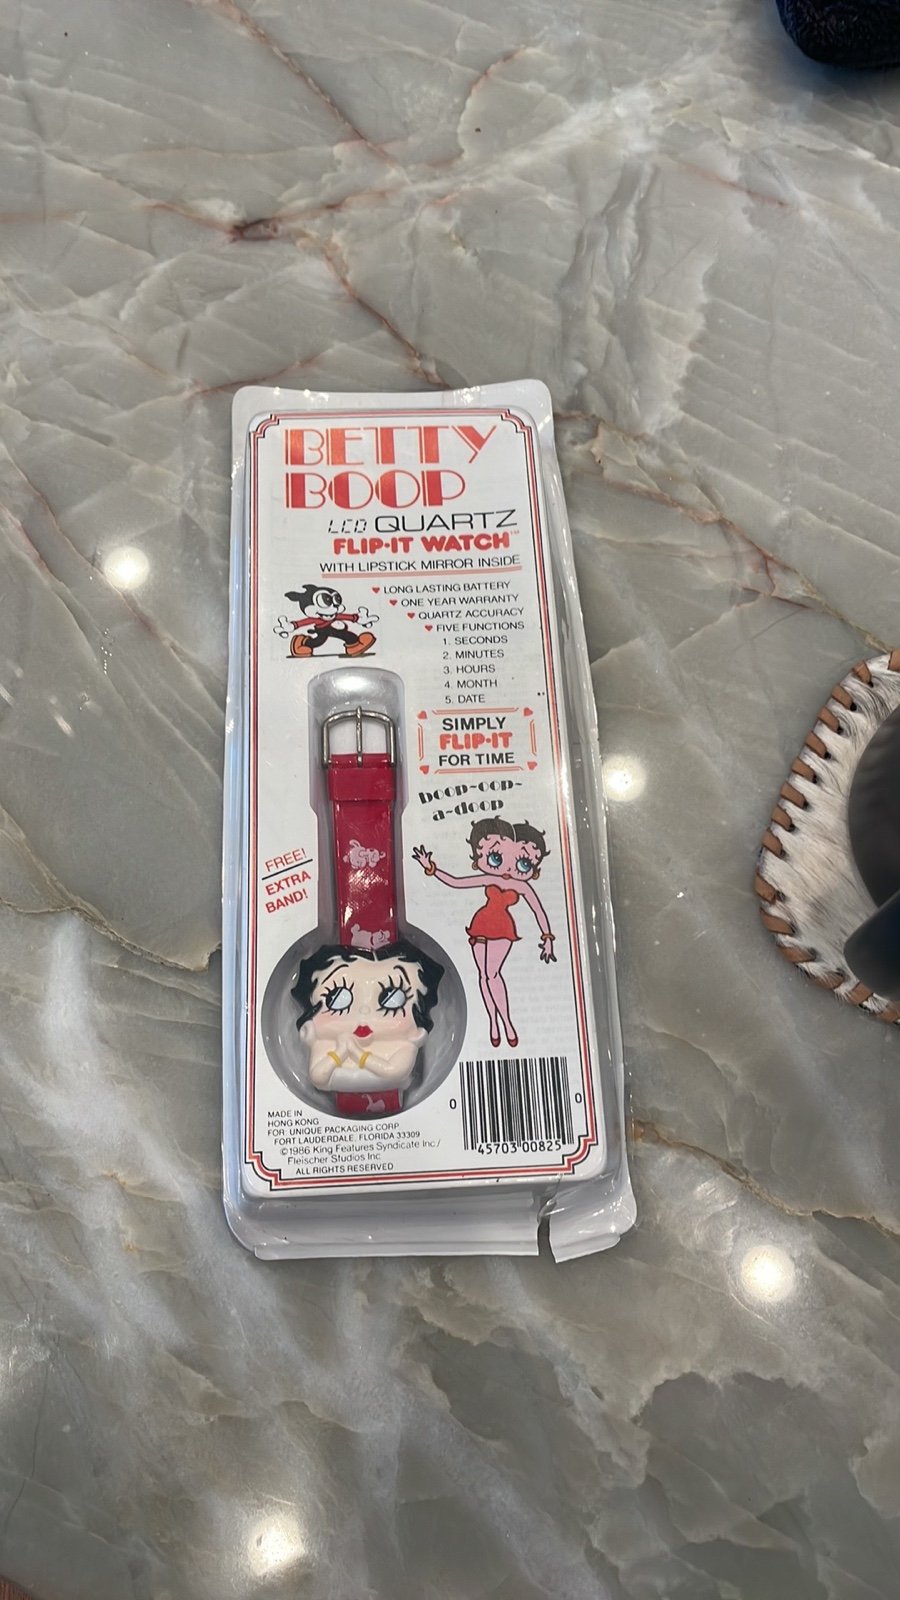 BETTY
BOOP
LCD QUARTZ
FLIP·IT WATCH™
WITH LIPSTICK MIRROR INSIDE
♥ LONG LASTING BATTERY
♥ ONE YEAR WARRANTY
♥ QUARTZ ACCURACY
♥ FIVE FUNCTIONS
1. SECONDS
2. MINUTES
3. HOURS
4. MONTH
5. DATE
SIMPLY
FLIP·IT
FOR TIME
boop-oop-
a-doop
FREE!
EXTRA
BAND!
MADE IN
HONG KONG
FOR: UNIQUE PACKAGING CORP.
FORT LAUDERDALE, FLORIDA 33309
©1986 King Features Syndicate Inc/
Fleischer Studios Inc
ALL RIGHTS RESERVED
0 45703 00825 0